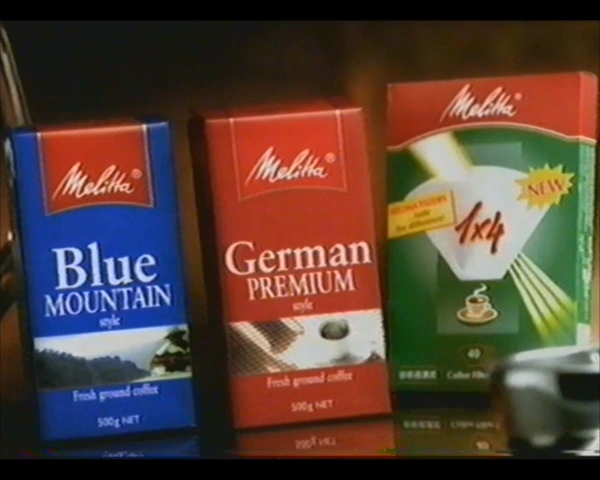 Melitta
Blue
MOUNTAIN
style
Fresh ground coffee
500g NET
Melitta
German
PREMIUM
style
Fresh ground coffee
500g NET
Melitta
NEW
1x4
40